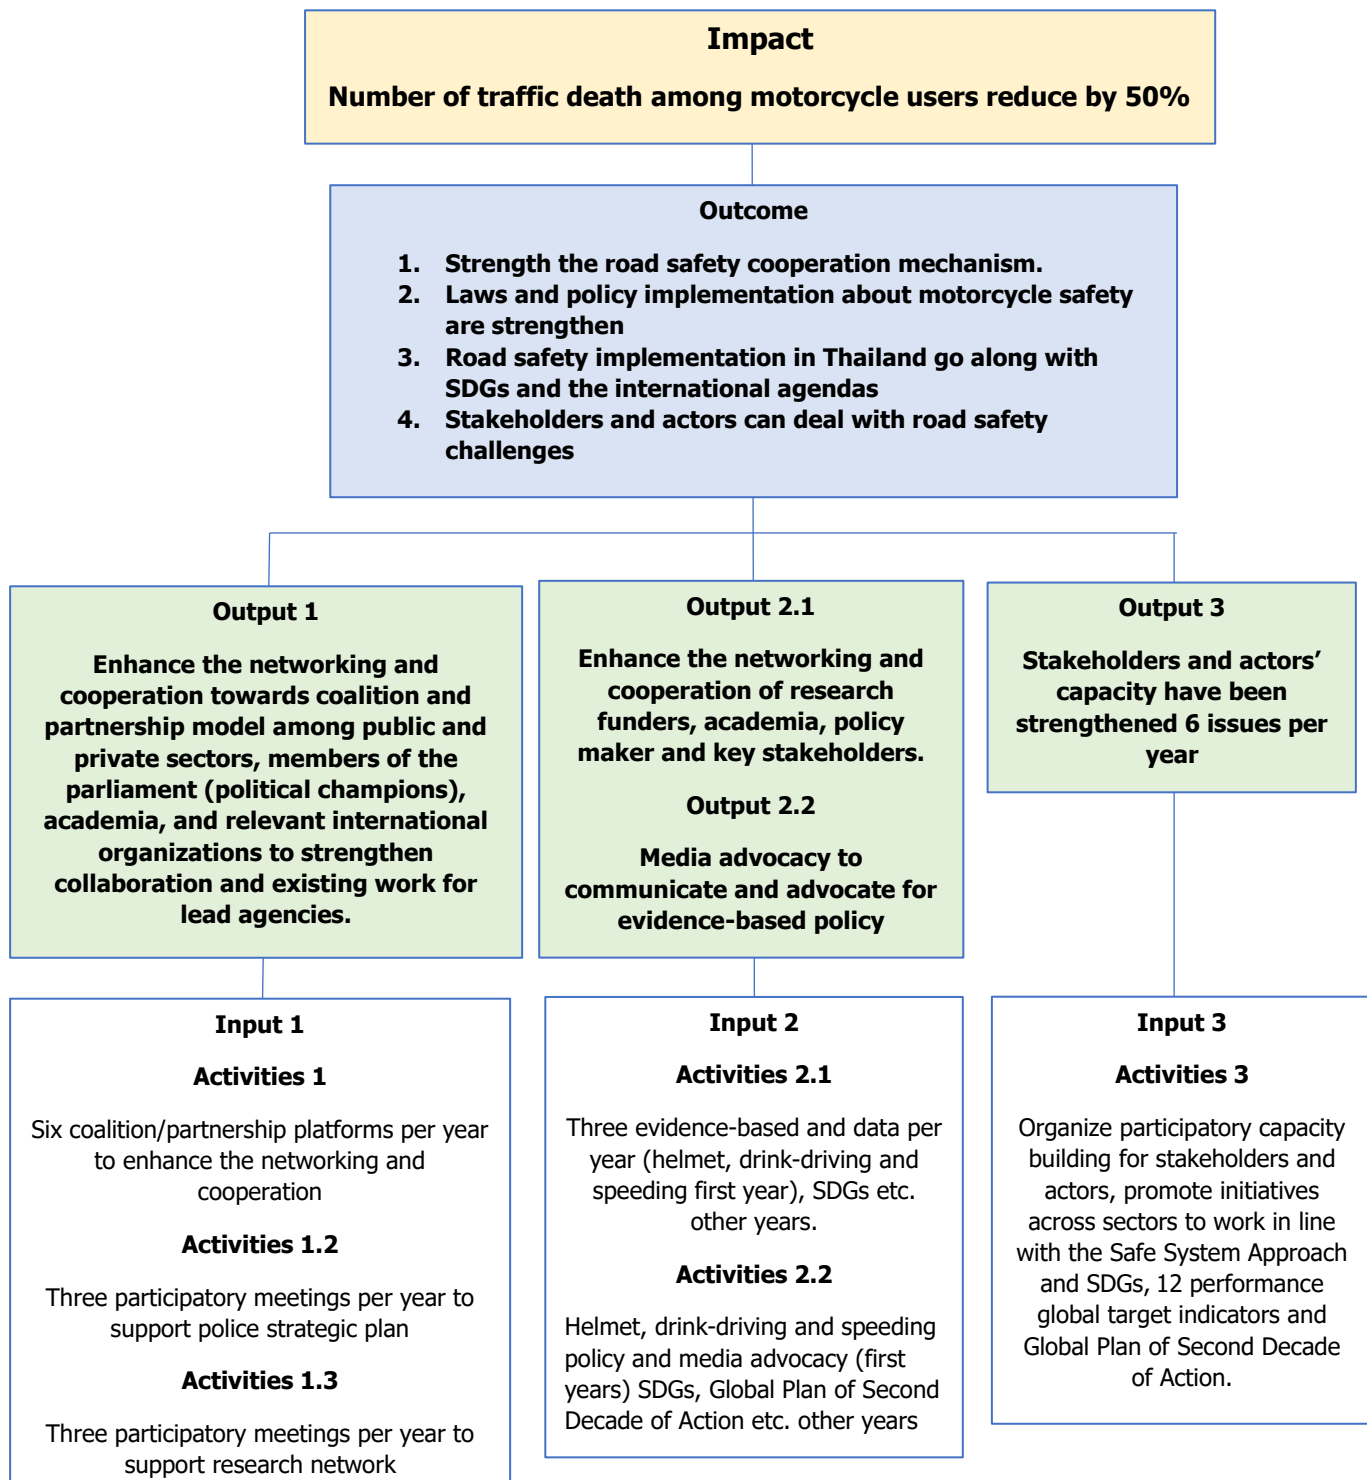 Impact
Number of traffic death among motorcycle users reduce by 50%
Outcome
1. Strength the road safety cooperation mechanism.
2. Laws and policy implementation about motorcycle safety
are strengthen
3. Road safety implementation in Thailand go along with
SDGs and the international agendas
4. Stakeholders and actors can deal with road safety
challenges
Output 1
Enhance the networking and
cooperation towards coalition and
partnership model among public and
private sectors, members of the
parliament (political champions),
academia, and relevant international
organizations to strengthen
collaboration and existing work for
lead agencies.
Output 2.1
Enhance the networking and
cooperation of research
funders, academia, policy
maker and key stakeholders.
Output 2.2
Media advocacy to
communicate and advocate for
evidence-based policy
Output 3
Stakeholders and actors’
capacity have been
strengthened 6 issues per
year
Input 1
Activities 1
Six coalition/partnership platforms per year
to enhance the networking and
cooperation
Activities 1.2
Three participatory meetings per year to
support police strategic plan
Activities 1.3
Three participatory meetings per year to
support research network
Input 2
Activities 2.1
Three evidence-based and data per
year (helmet, drink-driving and
speeding first year), SDGs etc.
other years.
Activities 2.2
Helmet, drink-driving and speeding
policy and media advocacy (first
years) SDGs, Global Plan of Second
Decade of Action etc. other years
Input 3
Activities 3
Organize participatory capacity
building for stakeholders and
actors, promote initiatives
across sectors to work in line
with the Safe System Approach
and SDGs, 12 performance
global target indicators and
Global Plan of Second Decade
of Action.